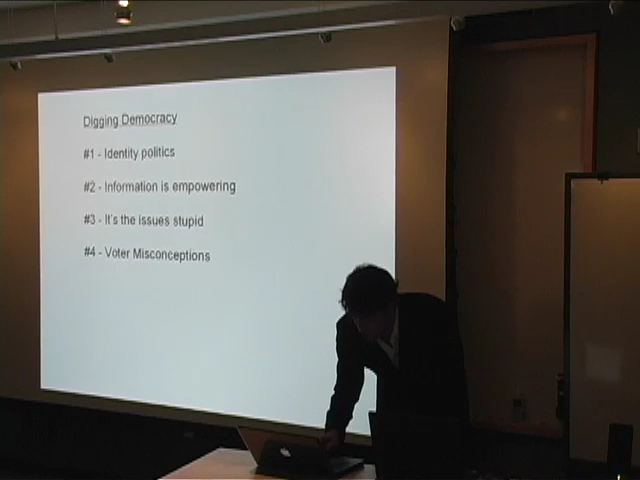 Digging Democracy
#1 - Identity politics
#2 - Information is empowering
#3 - It's the issues stupid
#4 - Voter Misconceptions